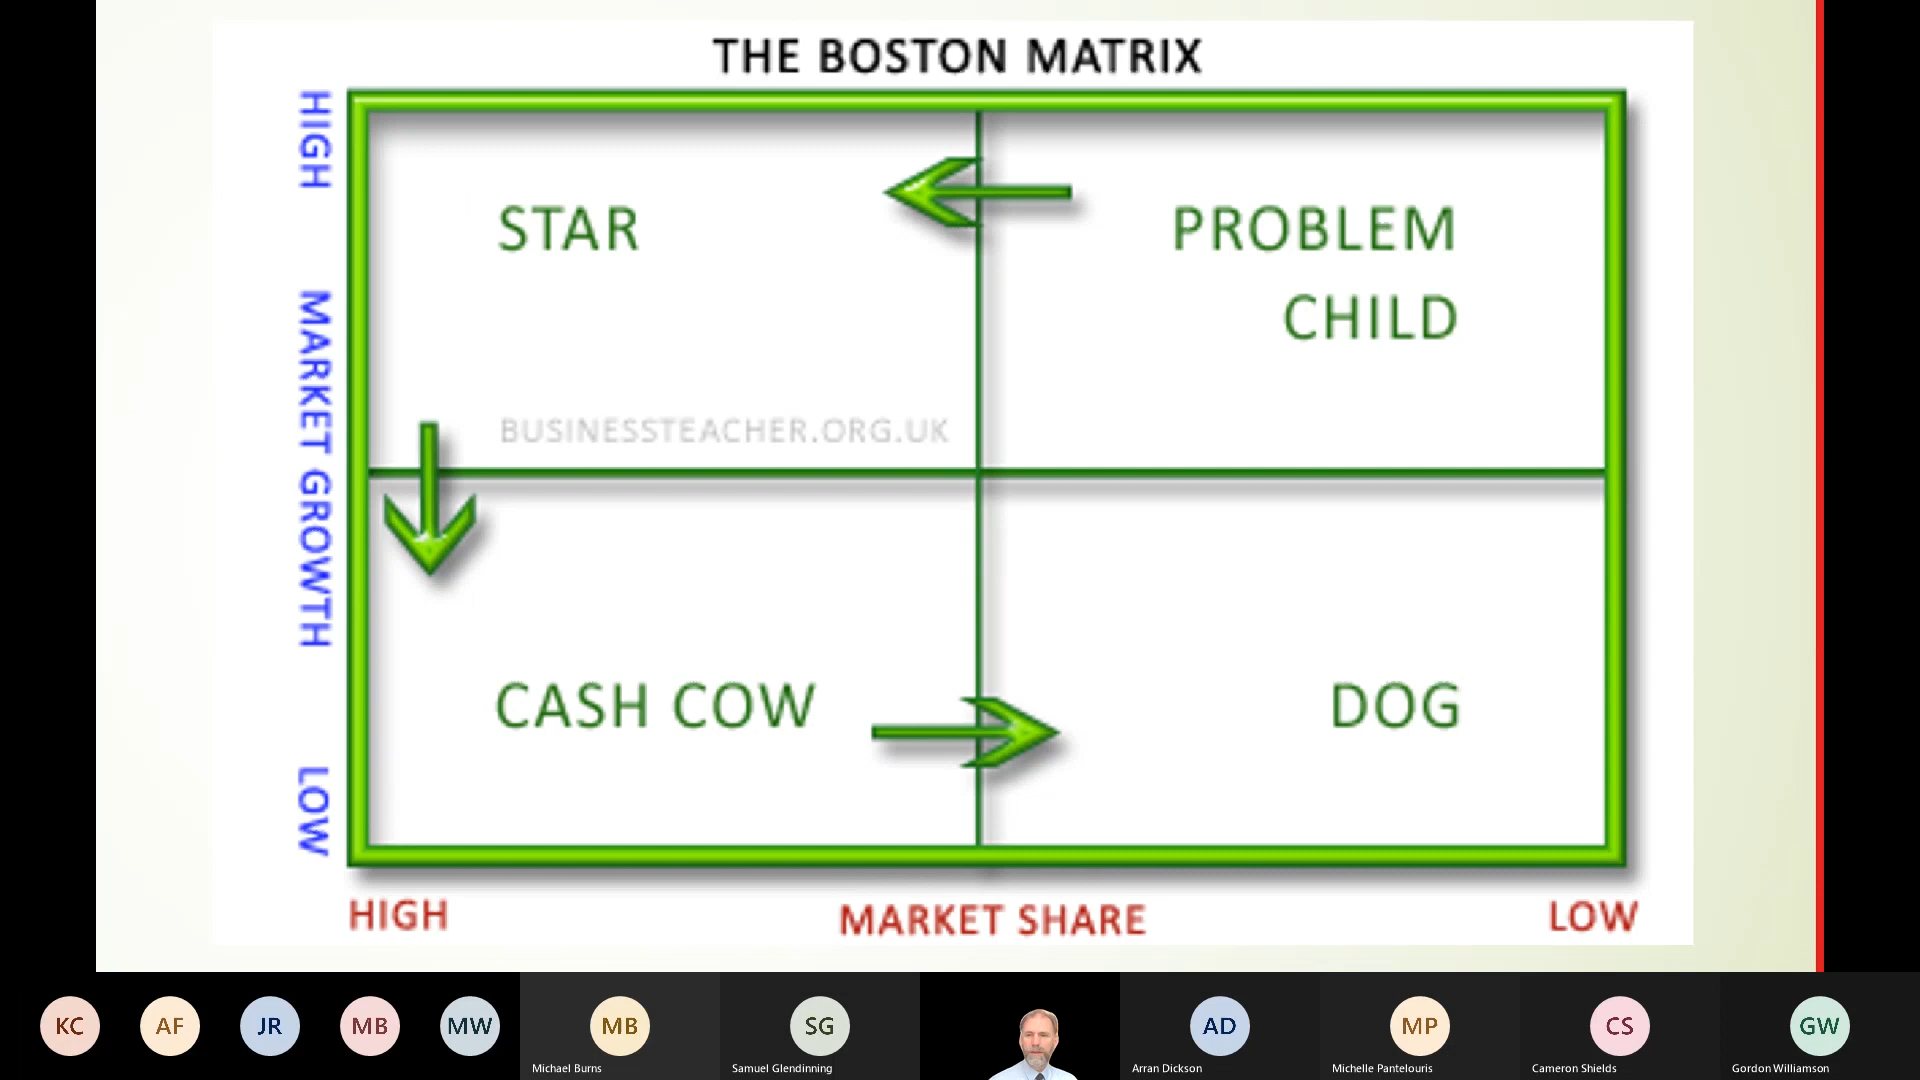 THE BOSTON MATRIX
HIGH
STAR
PROBLEM
CHILD
MARKET GROWTH
BUSINESSTEACHER.ORG.UK
CASH COW
DOG
LOW
HIGH
MARKET SHARE
LOW
KC
AF
JR
MB
MW
MB
Michael Burns
SG
Samuel Glendinning
AD
Arran Dickson
MP
Michelle Pantelouris
CS
Cameron Shields
GW
Gordon Williamson